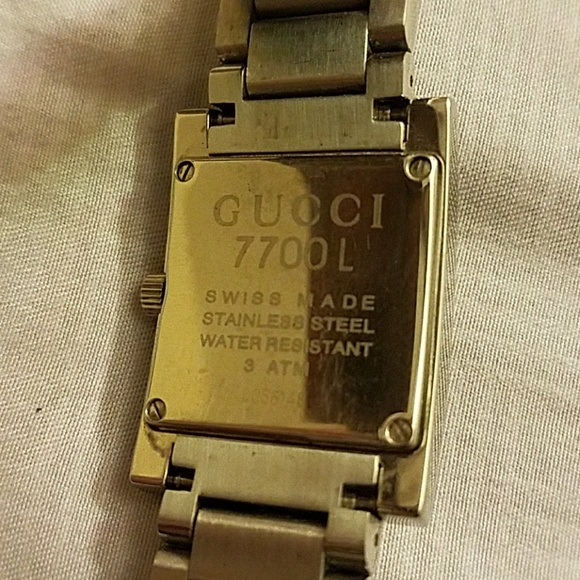 GUCCI
7700L
SWISS MADE
STAINLESS STEEL
WATER RESISTANT
3 ATM